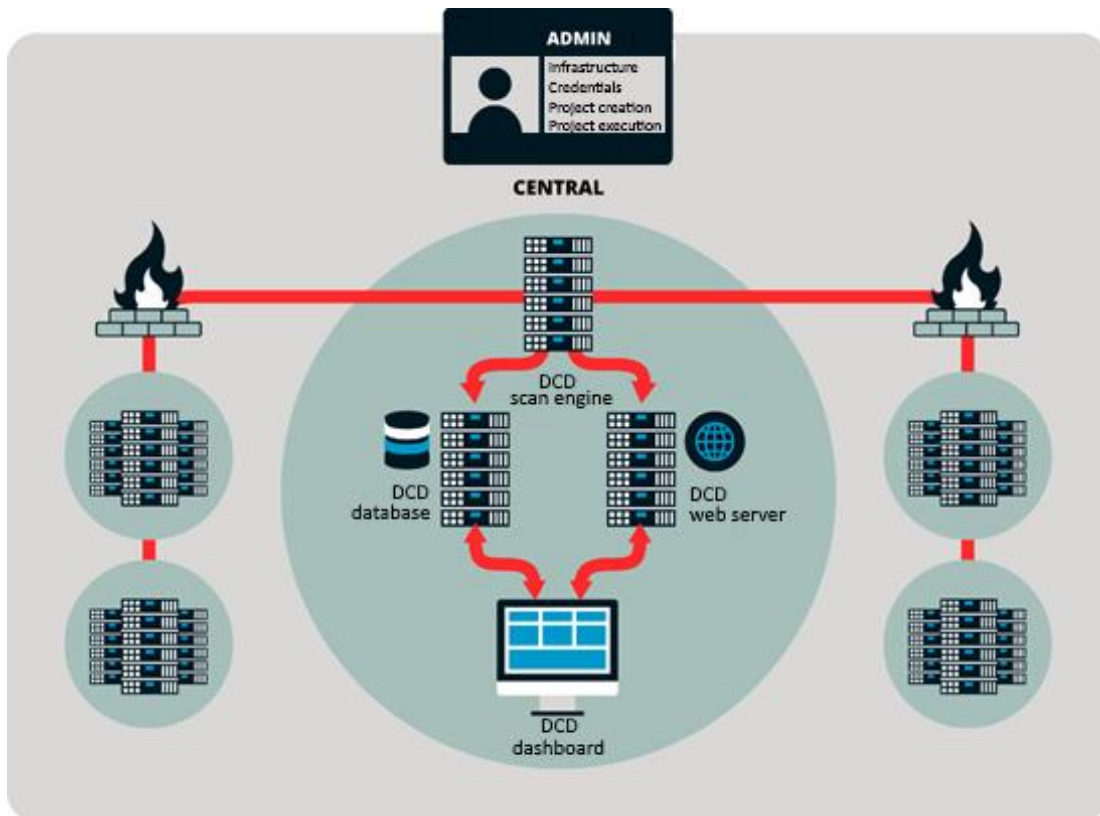 ADMIN
Infrastructure
Credentials
Project creation
Project execution
CENTRAL
DCD
scan engine
DCD
database
DCD
web server
DCD
dashboard